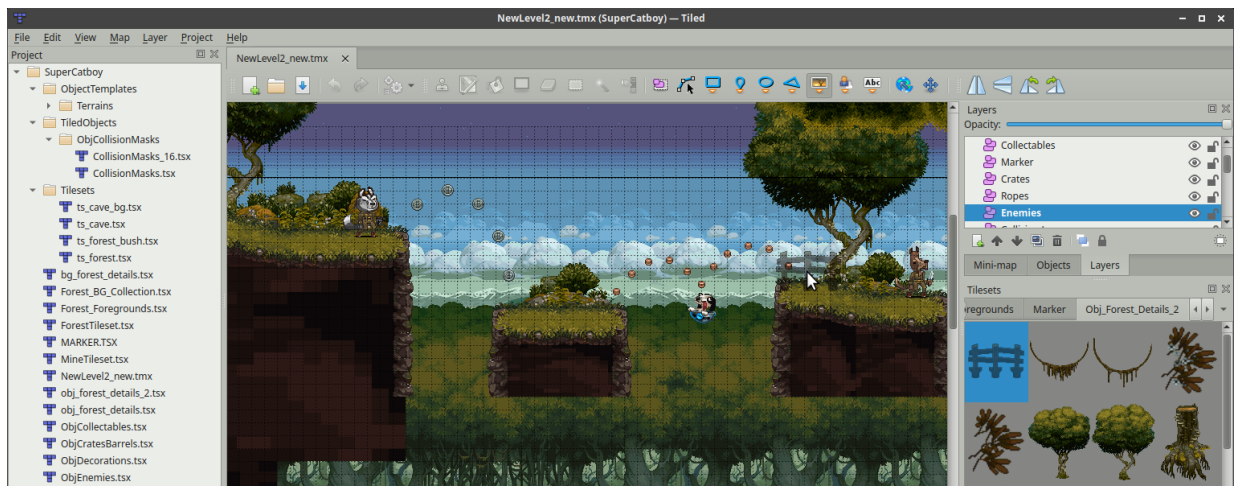 NewLevel2_new.tmx (SuperCatboy) — Tiled
File Edit View Map Layer Project Help
Project
SuperCatboy
ObjectTemplates
Terrains
TiledObjects
ObjCollisionMasks
CollisionMasks_16.tsx
CollisionMasks.tsx
Tilesets
ts_cave_bg.tsx
ts_cave.tsx
ts_forest_bush.tsx
ts_forest.tsx
bg_forest_details.tsx
Forest_BG_Collection.tsx
Forest_Foregrounds.tsx
ForestTileset.tsx
MARKER.TSX
MineTileset.tsx
NewLevel2_new.tmx
obj_forest_details_2.tsx
obj_forest_details.tsx
ObjCollectables.tsx
ObjCratesBarrels.tsx
ObjDecorations.tsx
ObjEnemies.tsx
NewLevel2_new.tmx
Abc
Layers
Opacity:
Collectables
Marker
Crates
Ropes
Enemies
Mini-map Objects Layers
Tilesets
regrounds Marker Obj_Forest_Details_2